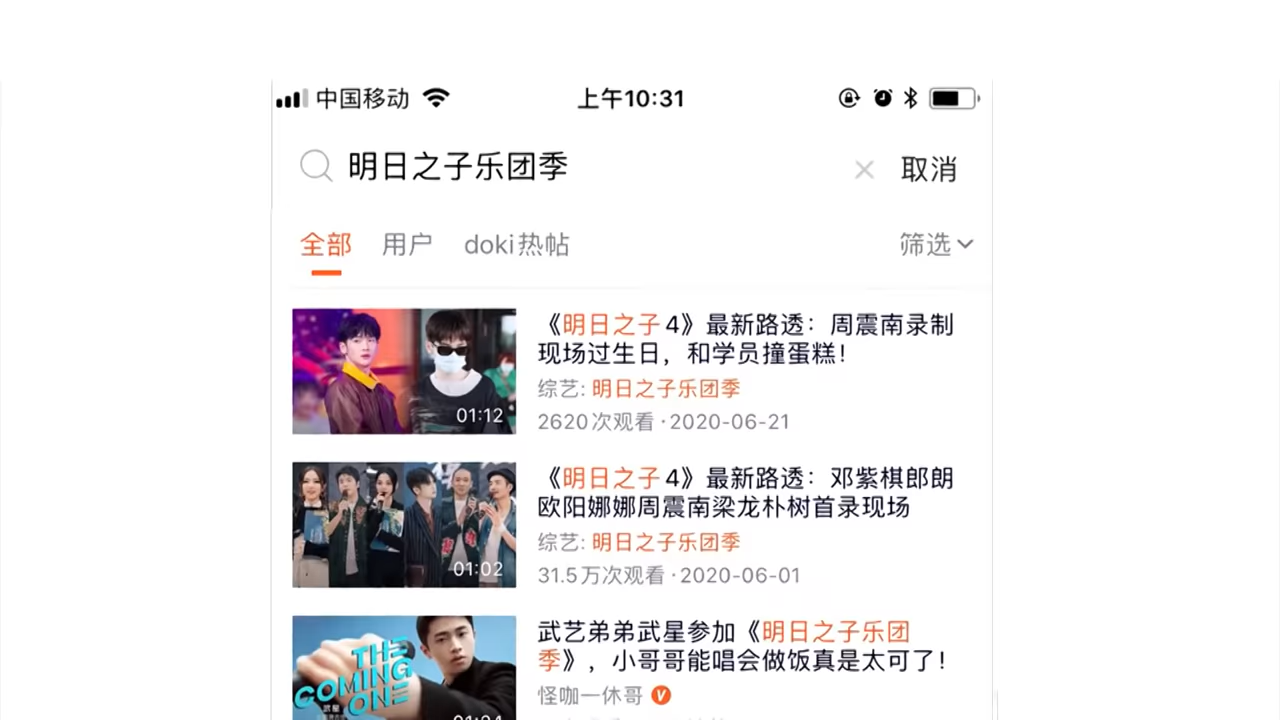 中国移动
上午10:31
明日之子乐团季
取消
全部
用户
doki热帖
筛选
《明日之子4》最新路透：周震南录制
现场过生日，和学员撞蛋糕！
01:12
综艺: 明日之子乐团季
2620次观看·2020-06-21
《明日之子4》最新路透：邓紫棋郎朗
欧阳娜娜周震南梁龙朴树首录现场
01:02
综艺: 明日之子乐团季
31.5万次观看·2020-06-01
武艺弟弟武星参加《明日之子乐团
季》，小哥哥能唱会做饭真是太可了！
THE
COMING
ONE
武星
怪咖一休哥